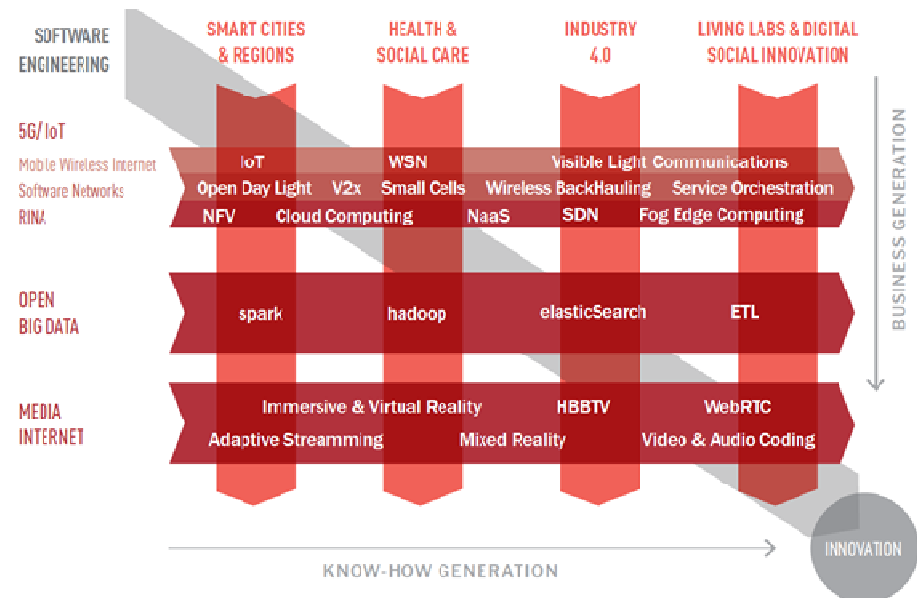 SOFTWARE
ENGINEERING
SMART CITIES
& REGIONS
HEALTH &
SOCIAL CARE
INDUSTRY
4.0
LIVING LABS & DIGITAL
SOCIAL INNOVATION
5G/IoT
Mobile Wireless Internet
Software Networks
RINA
IoT WSN Visible Light Communications
Open Day Light V2x Small Cells Wireless BackHauling Service Orchestration
NFV Cloud Computing NaaS SDN Fog Edge Computing
OPEN
BIG DATA
spark hadoop elasticSearch ETL
MEDIA
INTERNET
Immersive & Virtual Reality HBBTV WebRTC
Adaptive Streamming Mixed Reality Video & Audio Coding
BUSINESS GENERATION
KNOW-HOW GENERATION
INNOVATION